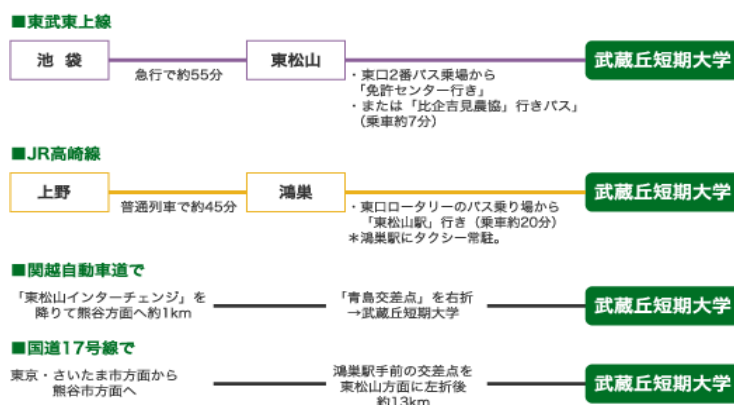 ■東武東上線
池 袋
急行で約55分
東松山
・東口2番バス乗場から
「免許センター行き」
・または「比企吉見農協」行きバス」
（乗車約7分）
武蔵丘短期大学
■JR高崎線
上野
普通列車で約45分
鴻巣
・東口ロータリーのバス乗り場から
「東松山駅」行き（乗車約20分）
＊鴻巣駅にタクシー常駐。
武蔵丘短期大学
■関越自動車道で
「東松山インターチェンジ」を
降りて熊谷方面へ約1km
「青島交差点」を右折
→武蔵丘短期大学
武蔵丘短期大学
■国道17号線で
東京・さいたま市方面から
熊谷市方面へ
鴻巣駅手前の交差点を
東松山方面に左折後
約13km
武蔵丘短期大学